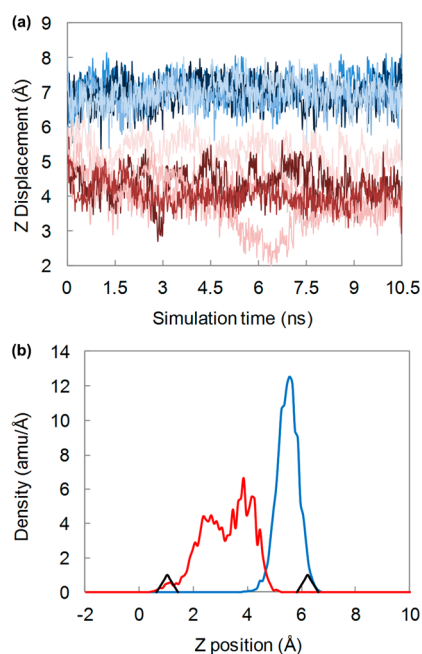 (a)
Z Displacement (Å)
9
8
7
6
5
4
3
2
0 1.5 3 4.5 6 7.5 9 10.5
Simulation time (ns)
(b)
Density (amu/Å)
14
12
10
8
6
4
2
0
-2 0 2 4 6 8 10
Z position (Å)